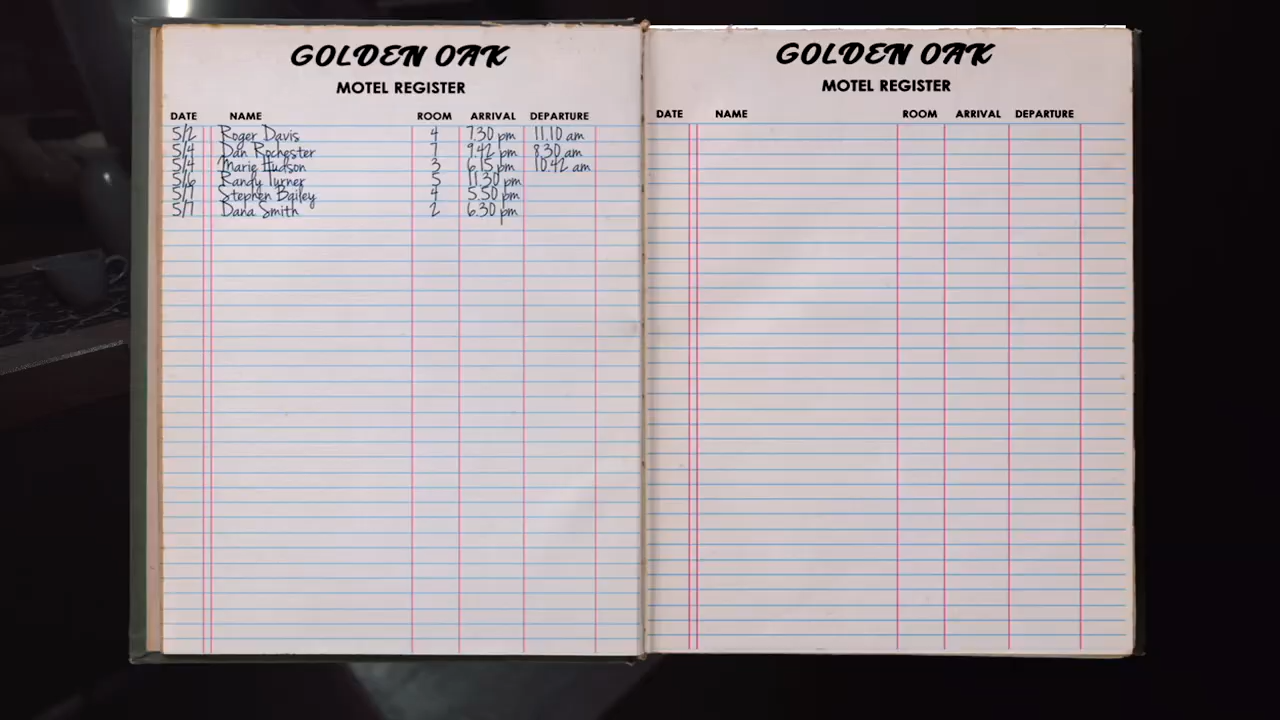 GOLDEN OAK
MOTEL REGISTER
DATE NAME ROOM ARRIVAL DEPARTURE
5/2 Roger Davis 4 7.30 pm 11.10 am
5/4 Dan Rochester 7 9.42 pm 8.30 am
5/4 Marie Hudson 3 6.15 pm 10.42 am
5/6 Randy Turner 5 11.30 pm
5/7 Stephen Bailey 4 5.50 pm
5/7 Dana Smith 2 6.30 pm
GOLDEN OAK
MOTEL REGISTER
DATE NAME ROOM ARRIVAL DEPARTURE